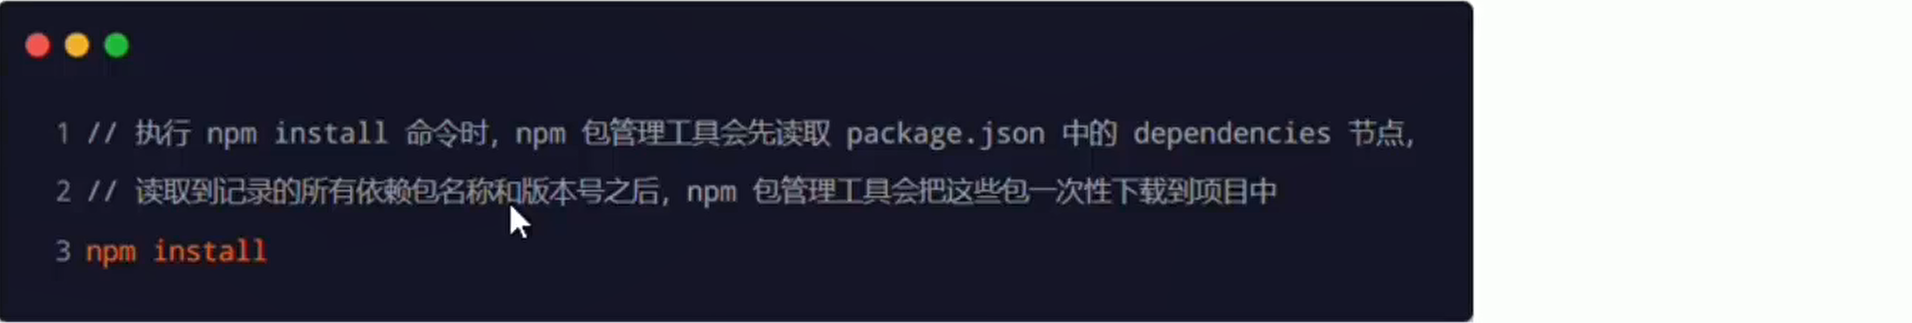 1 // 执行 npm install 命令时, npm 包管理工具会先读取 package.json 中的 dependencies 节点,
2 // 读取到记录的所有依赖包名称和版本号之后, npm 包管理工具会把这些包一次性下载到项目中
3 npm install